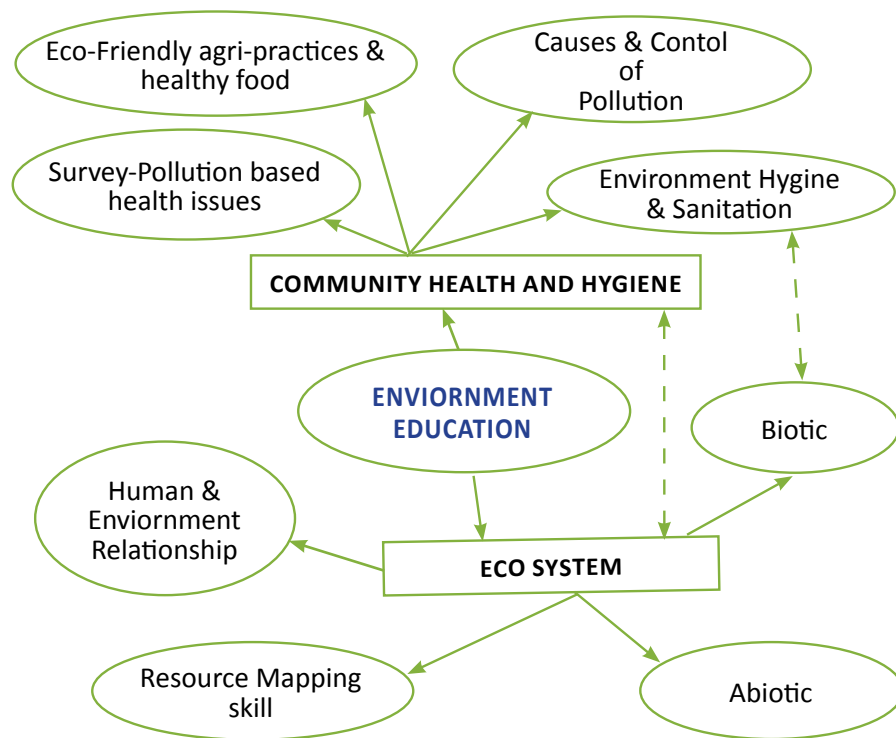 Eco-Friendly agri-practices &
healthy food
Causes & Contol
of
Pollution
Survey-Pollution based
health issues
Environment Hygine
& Sanitation
COMMUNITY HEALTH AND HYGIENE
ENVIORNMENT
EDUCATION
Biotic
Human &
Enviornment
Relationship
ECO SYSTEM
Resource Mapping
skill
Abiotic